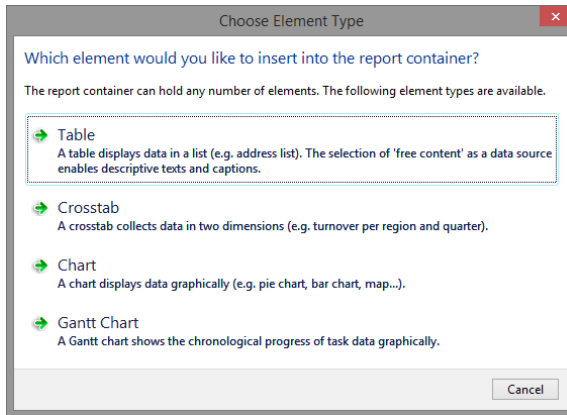 Choose Element Type
Which element would you like to insert into the report container?
The report container can hold any number of elements. The following element types are available.
Table
A table displays data in a list (e.g. address list). The selection of 'free content' as a data source
enables descriptive texts and captions.
Crosstab
A crosstab collects data in two dimensions (e.g. turnover per region and quarter).
Chart
A chart displays data graphically (e.g. pie chart, bar chart, map...).
Gantt Chart
A Gantt chart shows the chronological progress of task data graphically.
Cancel